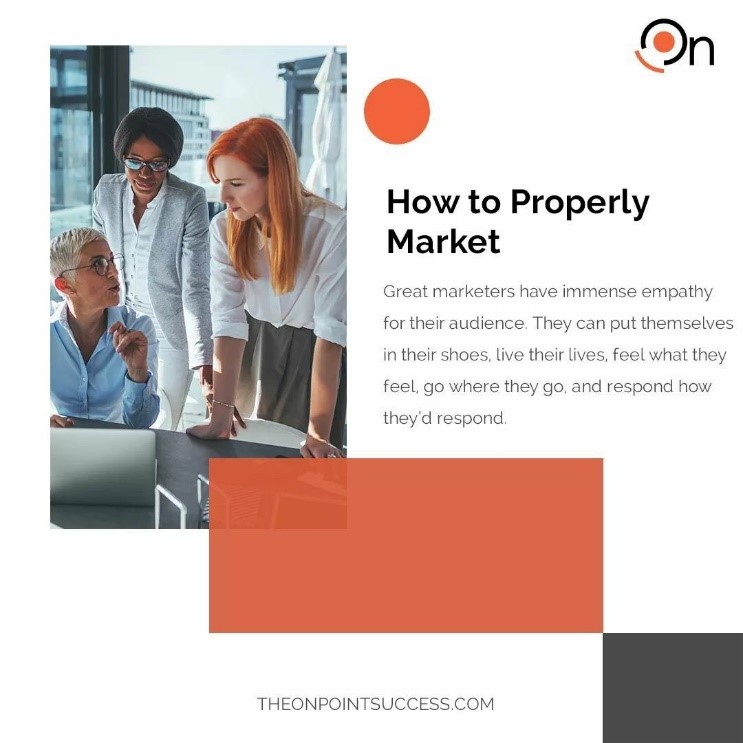 On
How to Properly
Market
Great marketers have immense empathy
for their audience. They can put themselves
in their shoes, live their lives, feel what they
feel, go where they go, and respond how
they'd respond.
THEONPOINTSUCCESS.COM